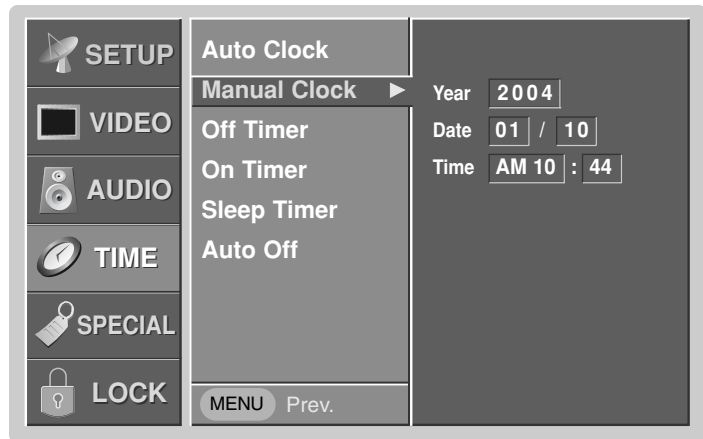 SETUP
VIDEO
AUDIO
TIME
SPECIAL
LOCK
Auto Clock
Manual Clock ▶
Off Timer
On Timer
Sleep Timer
Auto Off
MENU Prev.
Year 2004
Date 01 / 10
Time AM 10 : 44